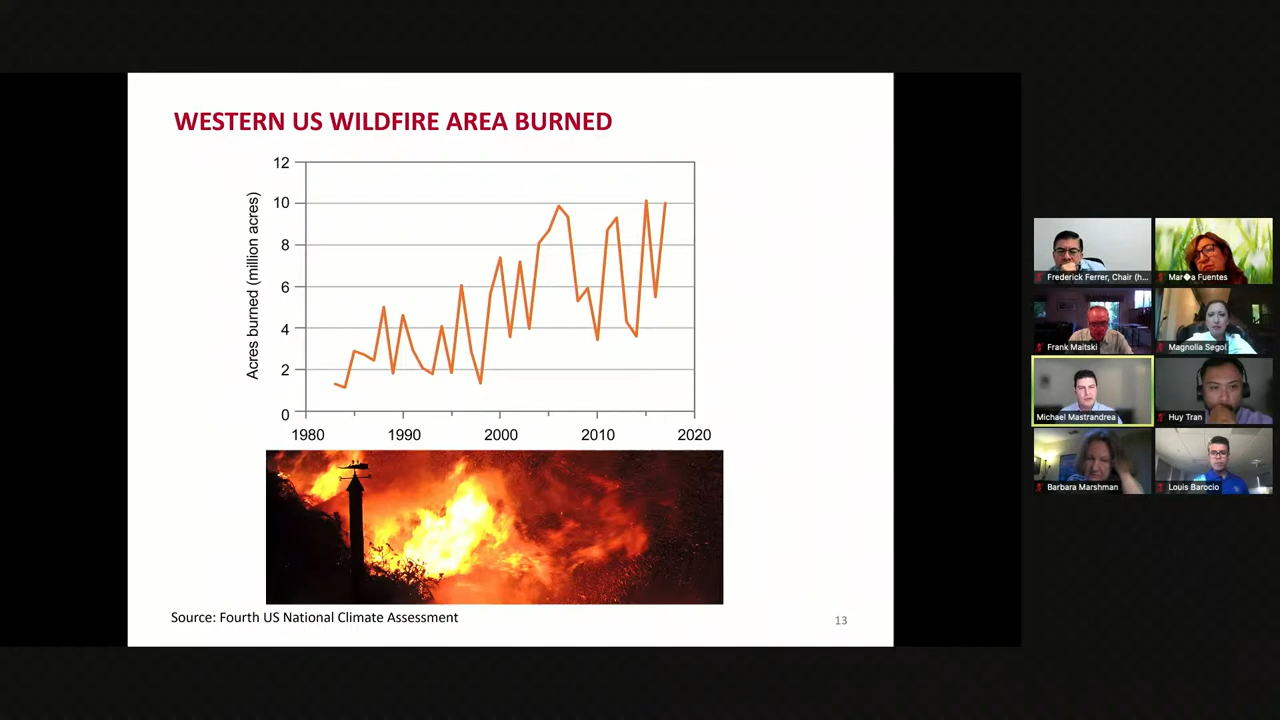 WESTERN US WILDFIRE AREA BURNED
12
10
8
6
4
2
0
Acres burned (million acres)
1980 1990 2000 2010 2020
Source: Fourth US National Climate Assessment
13
Frederick Ferrer, Chair (h...
Mar�a Fuentes
Frank Maitski
Magnolia Segol
Michael Mastrandrea
Huy Tran
Barbara Marshman
Louis Barocio